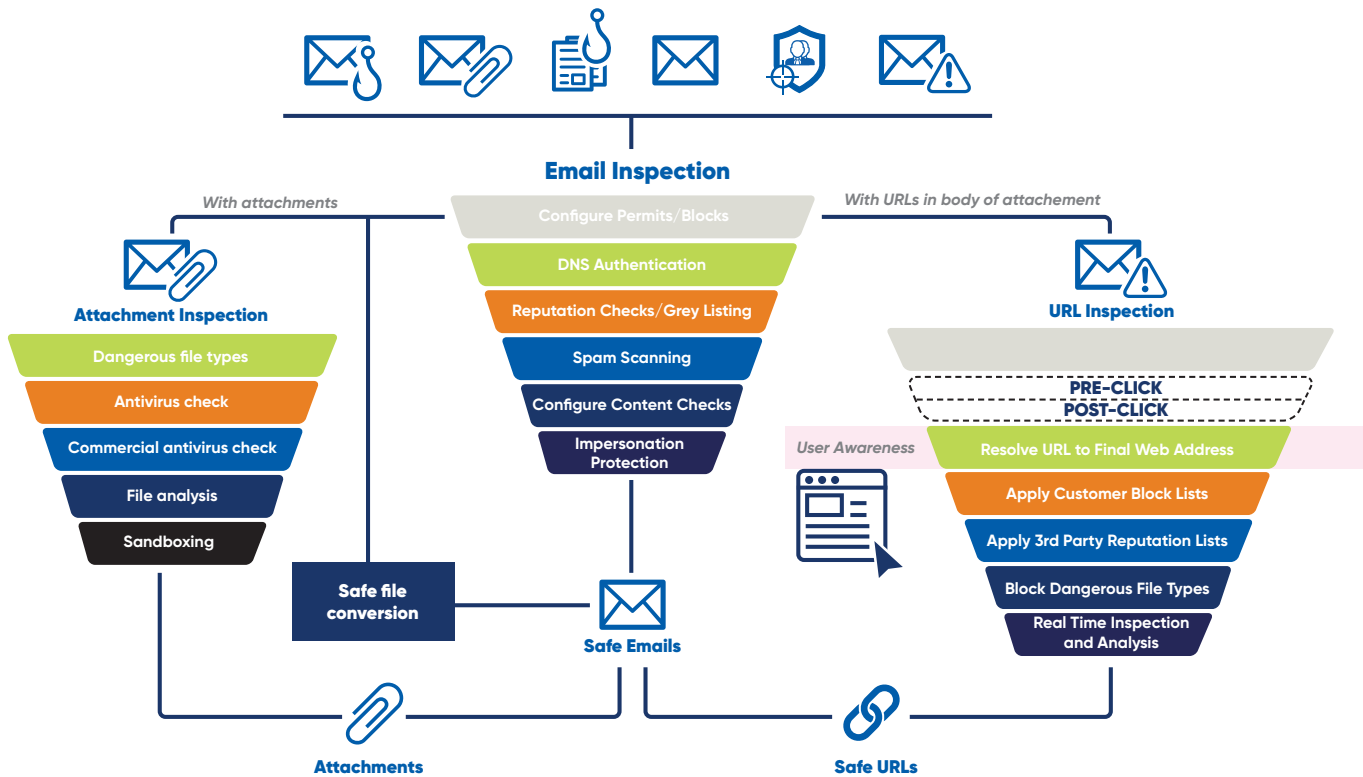 Email Inspection
With attachments
With URLs in body of attachement
Configure Permits/Blocks
DNS Authentication
Reputation Checks/Grey Listing
Spam Scanning
Configure Content Checks
Impersonation
Protection
Attachment Inspection
Dangerous file types
Antivirus check
Commercial antivirus check
File analysis
Sandboxing
Safe file
conversion
Safe Emails
URL Inspection
PRE-CLICK
POST-CLICK
User Awareness
Resolve URL to Final Web Address
Apply Customer Block Lists
Apply 3rd Party Reputation Lists
Block Dangerous File Types
Real Time Inspection
and Analysis
Attachments
Safe URLs